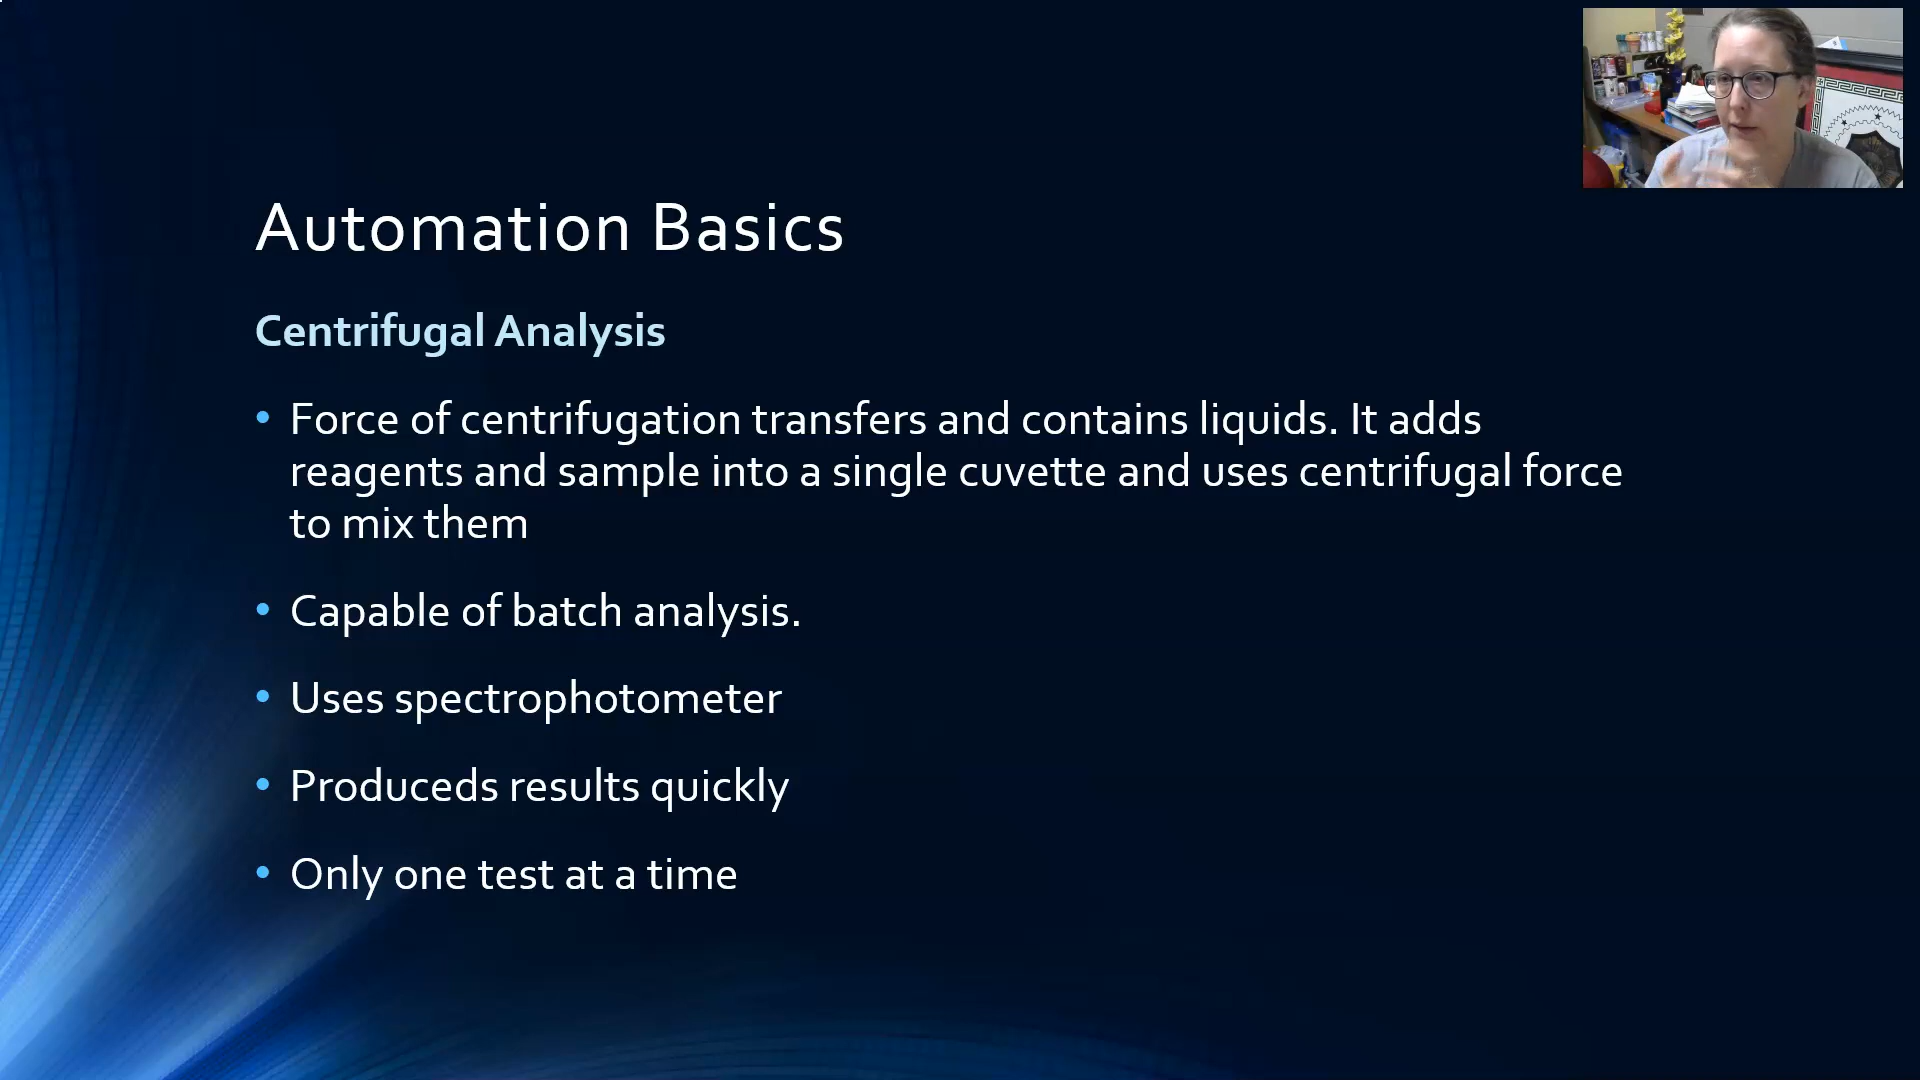 Automation Basics
Centrifugal Analysis
• Force of centrifugation transfers and contains liquids. It adds
reagents and sample into a single cuvette and uses centrifugal force
to mix them
• Capable of batch analysis.
• Uses spectrophotometer
• Produceds results quickly
• Only one test at a time